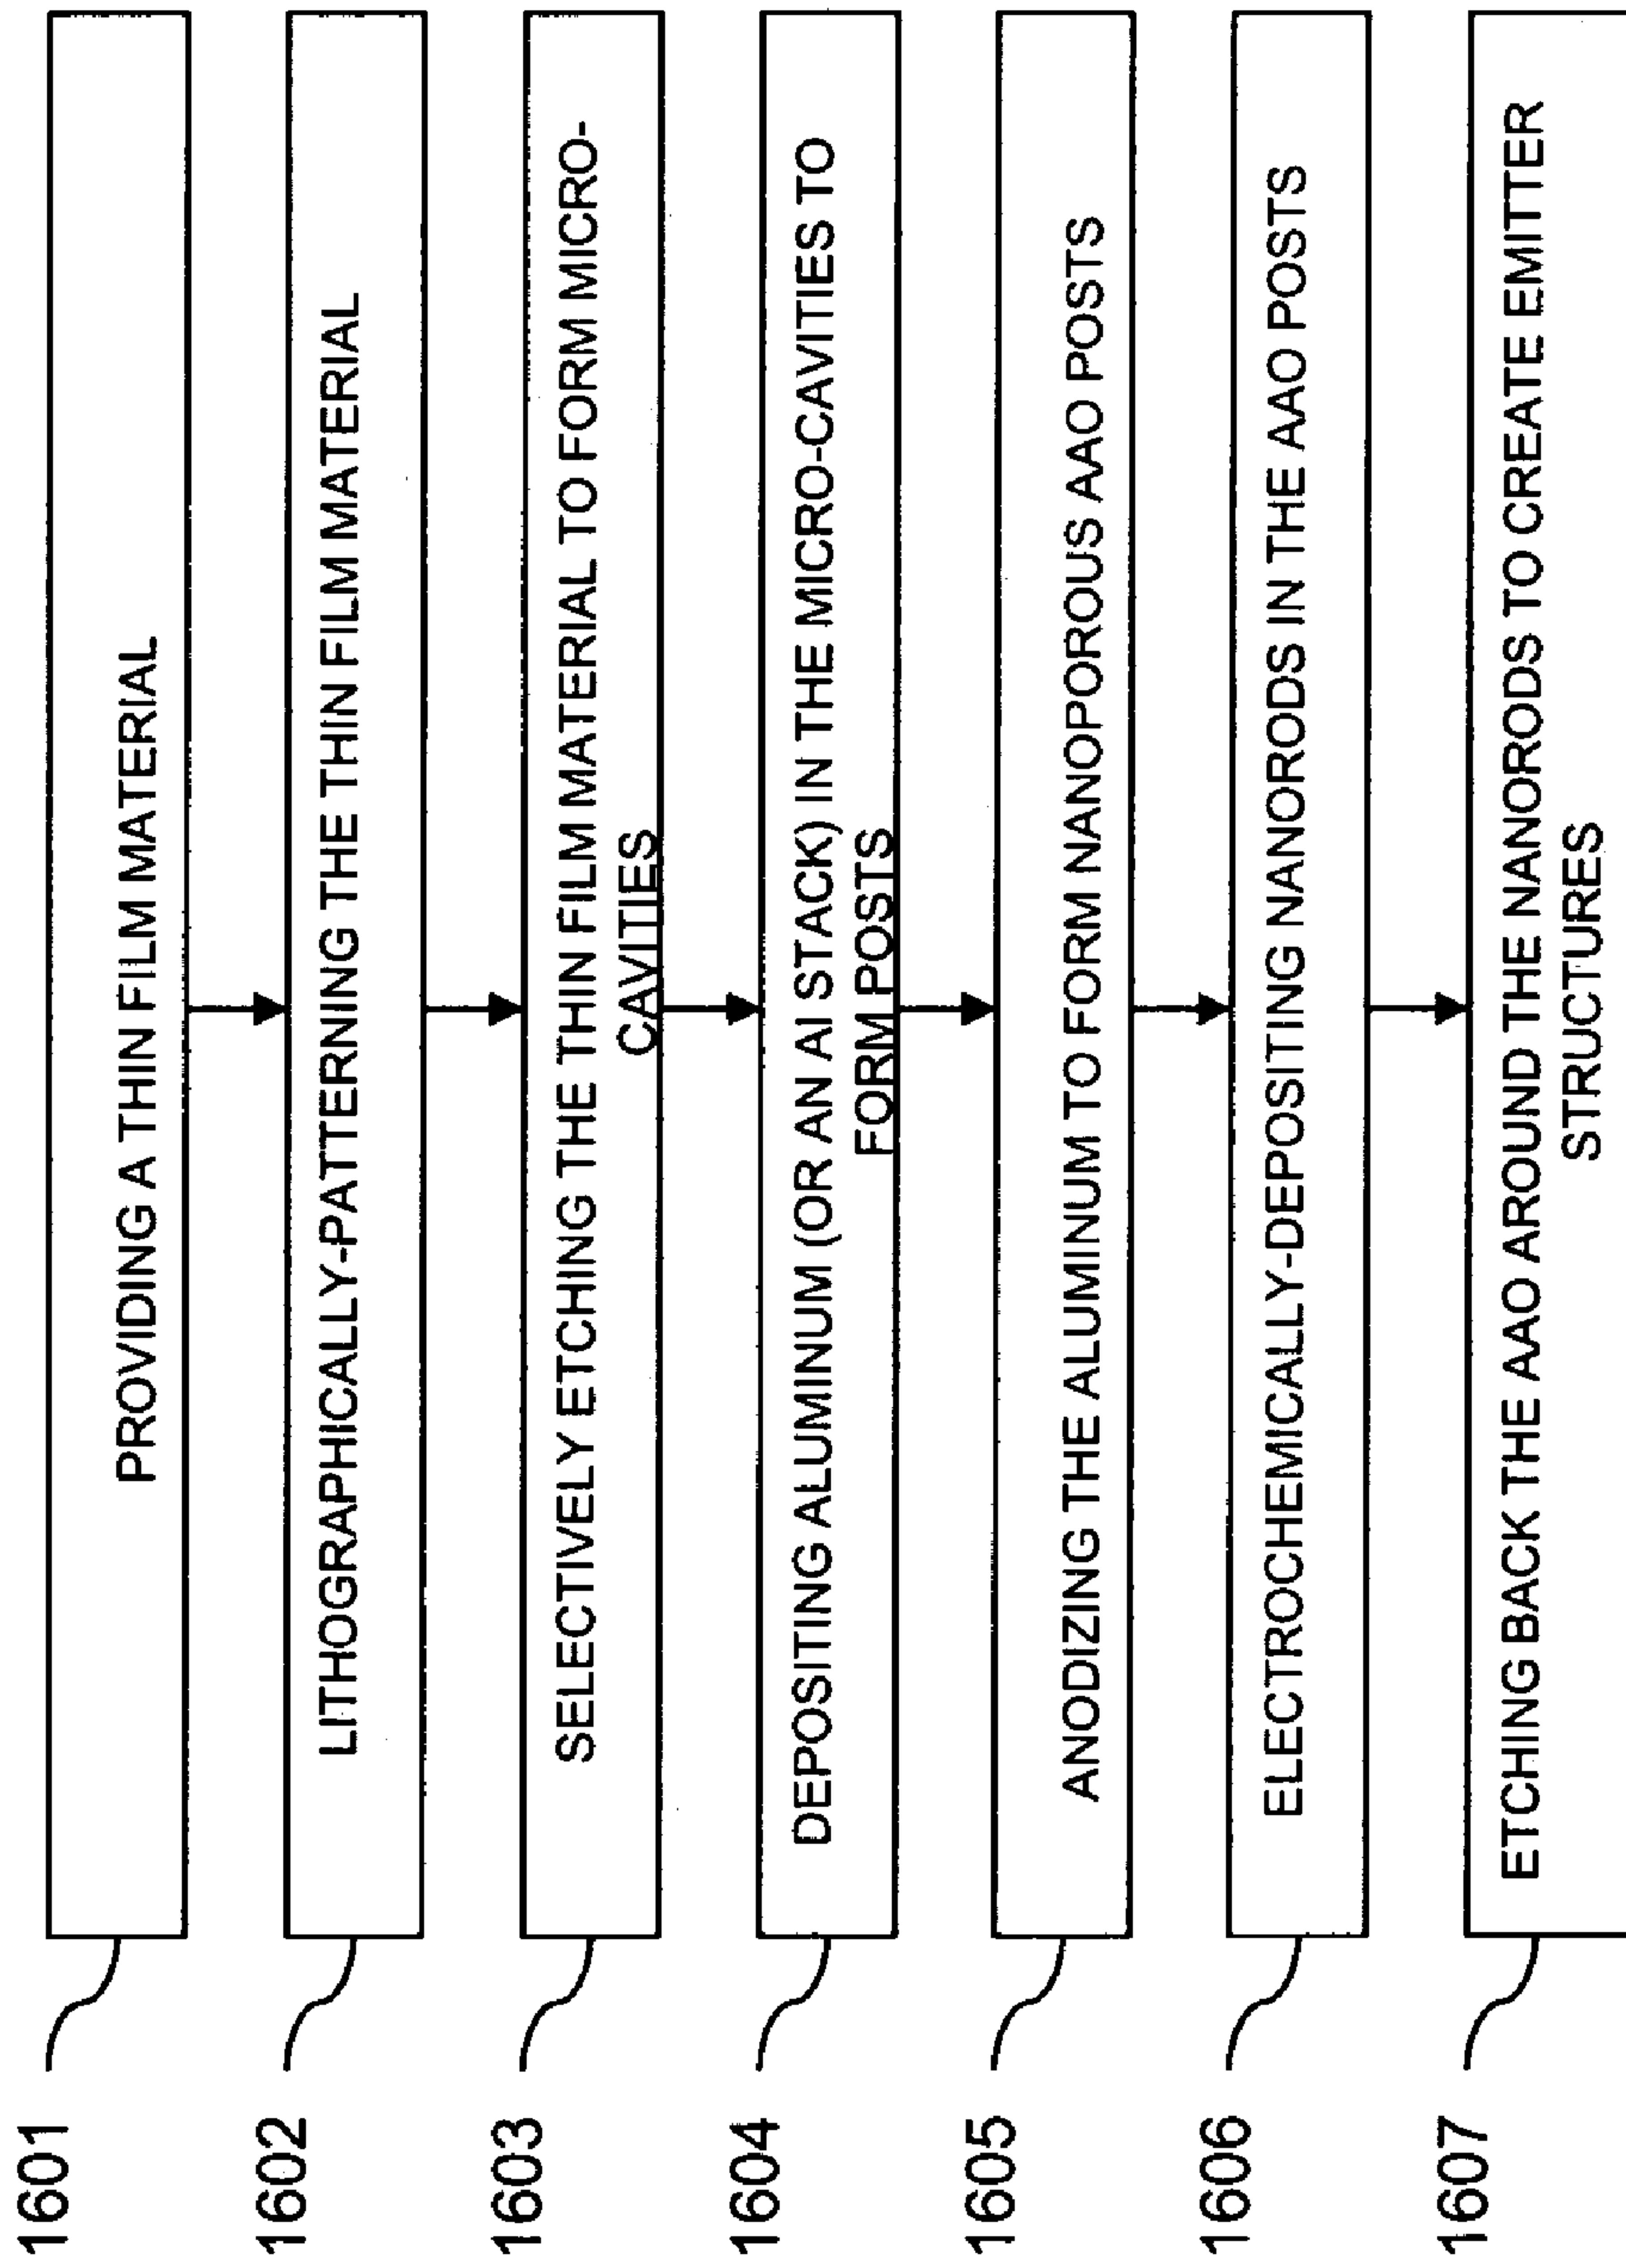 1601
PROVIDING A THIN FILM MATERIAL
1602
LITHOGRAPHICALLY-PATTERNING THE THIN FILM MATERIAL
1603
SELECTIVELY ETCHING THE THIN FILM MATERIAL TO FORM MICRO-
CAVITIES
1604
DEPOSITING ALUMINUM (OR AN Al STACK) IN THE MICRO-CAVITIES TO
FORM POSTS
1605
ANODIZING THE ALUMINUM TO FORM NANOPOROUS AAO POSTS
1606
ELECTROCHEMICALLY-DEPOSITING NANORODS IN THE AAO POSTS
1607
ETCHING BACK THE AAO AROUND THE NANORODS TO CREATE EMITTER
STRUCTURES